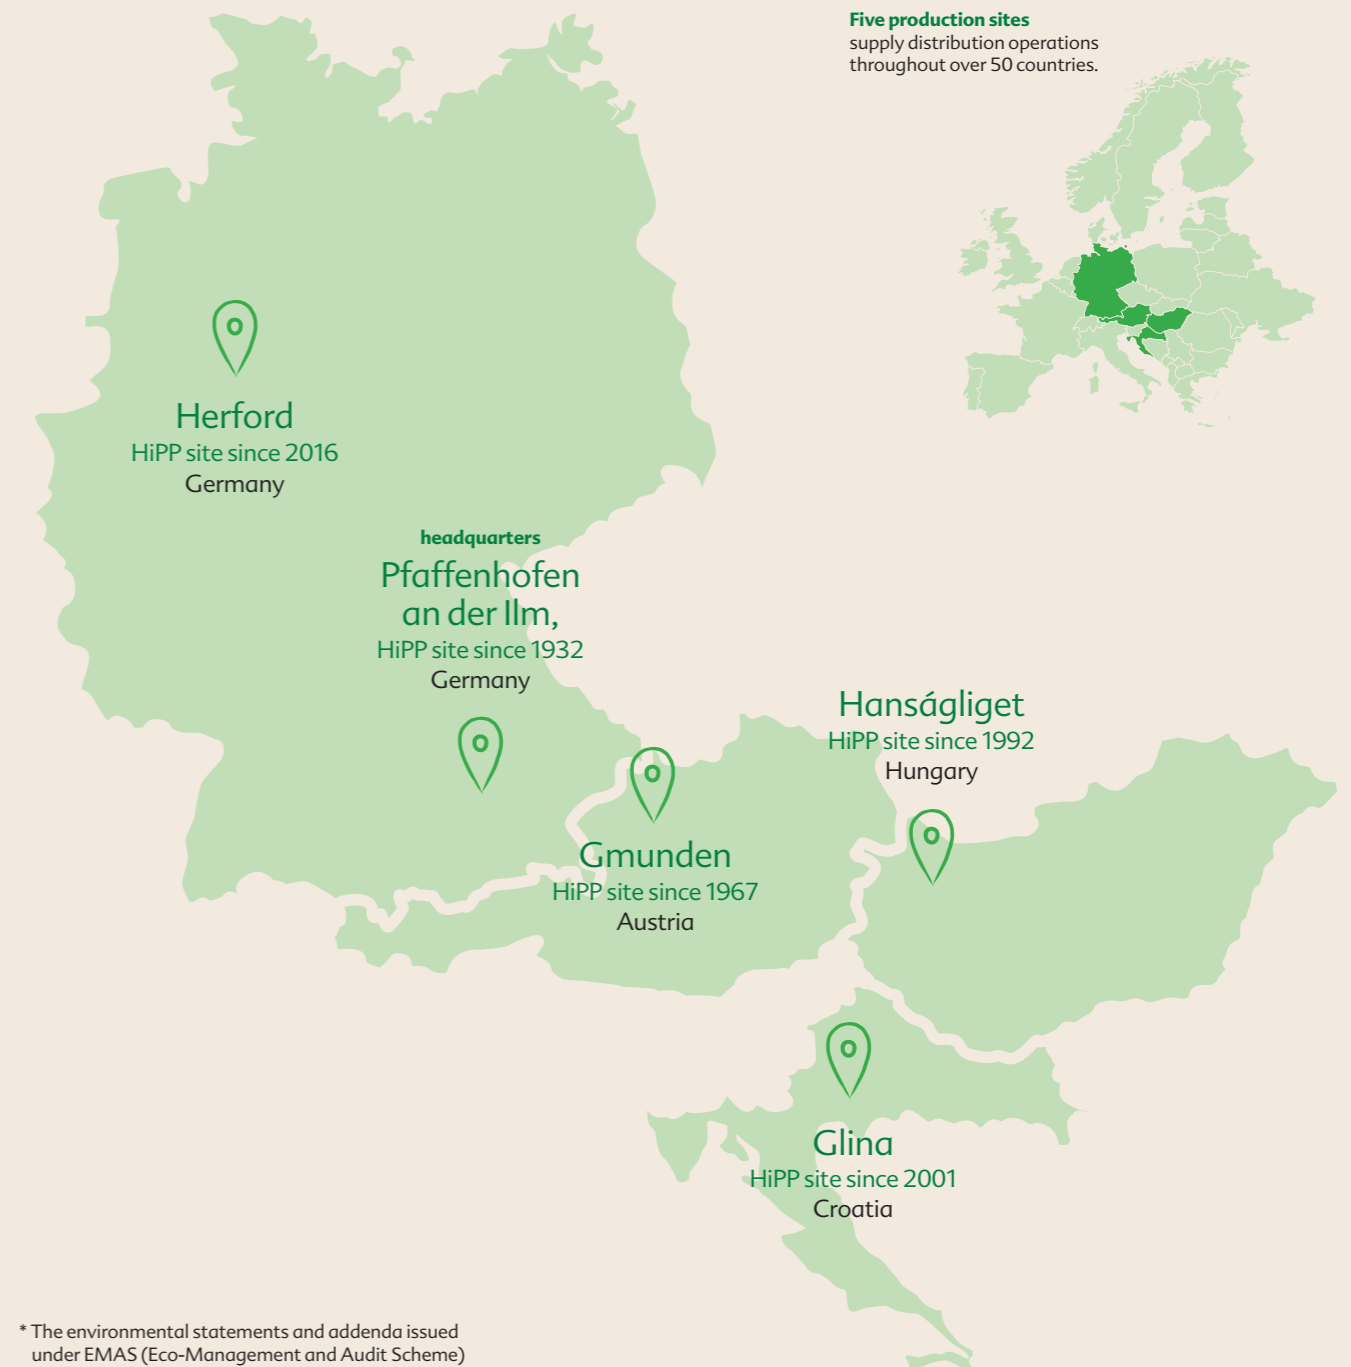 Five production sites
supply distribution operations
throughout over 50 countries.
Herford
HiPP site since 2016
Germany
headquarters
Pfaffenhofen
an der Ilm,
HiPP site since 1932
Germany
Hanságliget
HiPP site since 1992
Hungary
Gmunden
HiPP site since 1967
Austria
Glina
HiPP site since 2001
Croatia
* The environmental statements and addenda issued
under EMAS (Eco-Management and Audit Scheme)